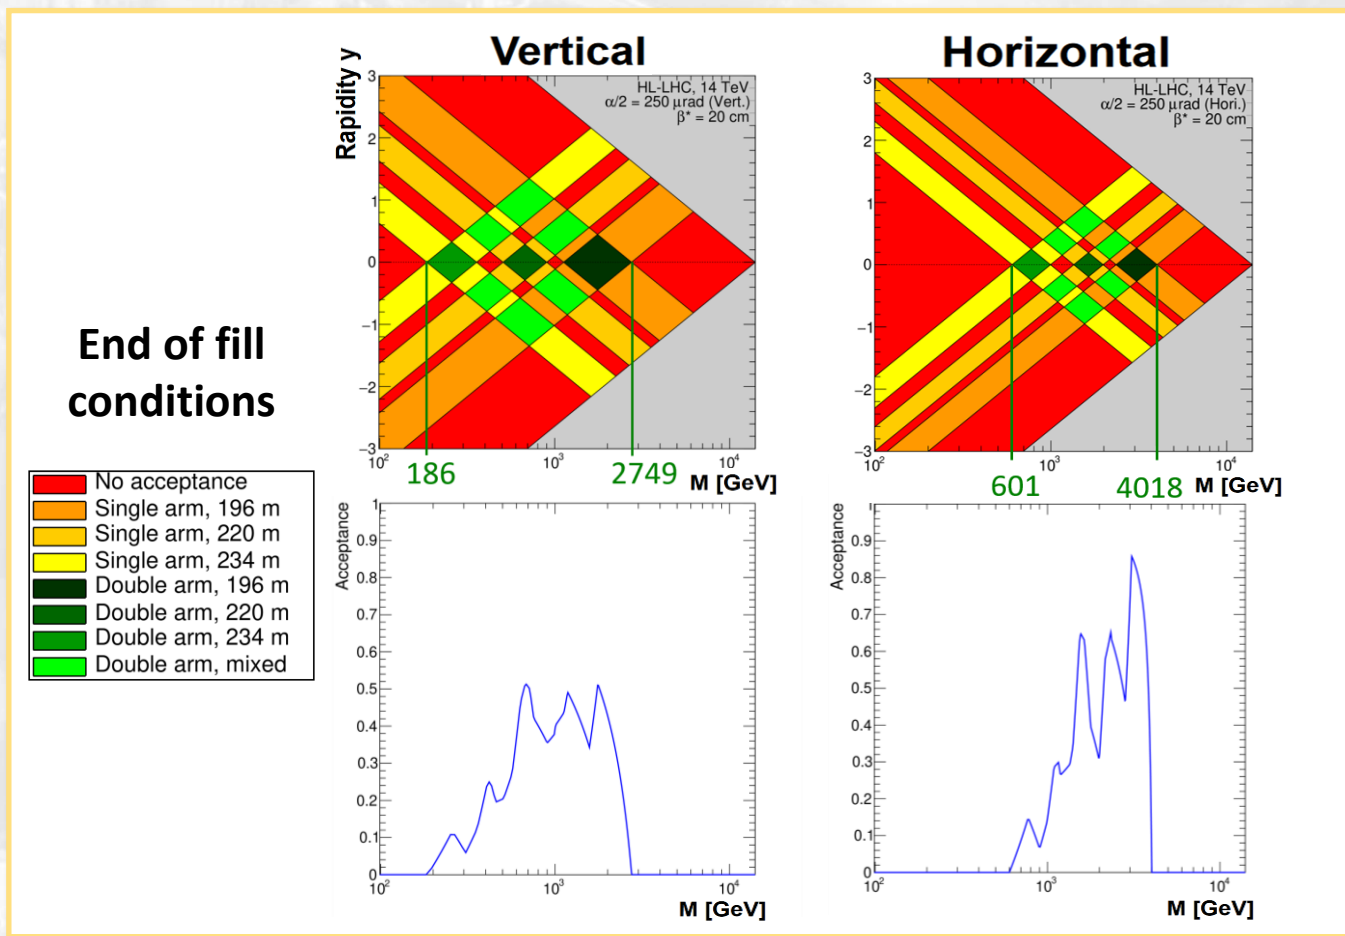 Vertical
Horizontal
Rapidity y
3
2
1
0
−1
−2
−3
HL-LHC, 14 TeV
α/2 = 250 μrad (Vert.)
β* = 20 cm
10²
10³
10⁴
186
2749
M [GeV]
3
2
1
0
−1
−2
−3
HL-LHC, 14 TeV
α/2 = 250 μrad (Hori.)
β* = 20 cm
10²
10³
10⁴
601
4018
M [GeV]
End of fill
conditions
No acceptance
Single arm, 196 m
Single arm, 220 m
Single arm, 234 m
Double arm, 196 m
Double arm, 220 m
Double arm, 234 m
Double arm, mixed
Acceptance
1
0.9
0.8
0.7
0.6
0.5
0.4
0.3
0.2
0.1
0
10²
10³
10⁴
M [GeV]
Acceptance
1
0.9
0.8
0.7
0.6
0.5
0.4
0.3
0.2
0.1
0
10²
10³
10⁴
M [GeV]